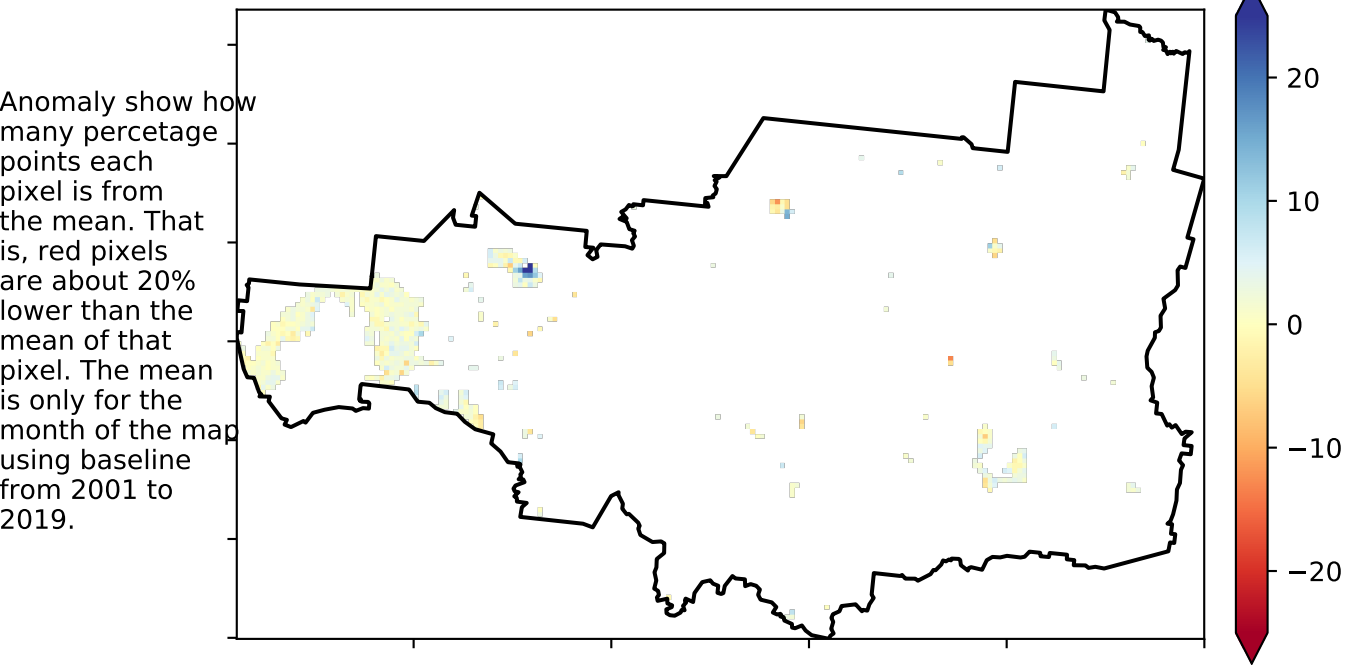 Anomaly show how
many percetage
points each
pixel is from
the mean. That
is, red pixels
are about 20%
lower than the
mean of that
pixel. The mean
is only for the
month of the map
using baseline
from 2001 to
2019.
20
10
0
−10
−20